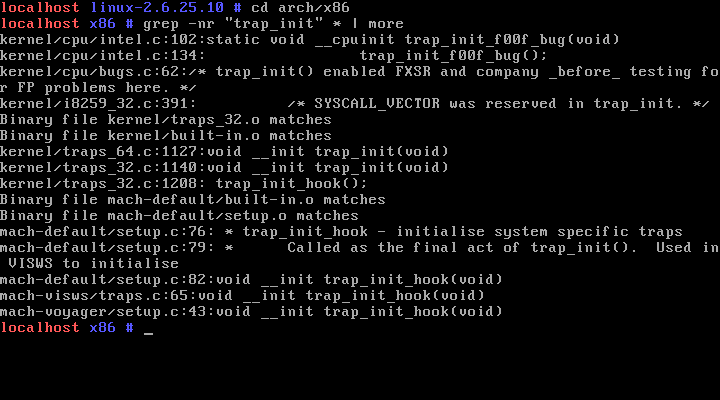 localhost linux-2.6.25.10 # cd arch/x86
localhost x86 # grep -nr "trap_init" * | more
kernel/cpu/intel.c:102:static void __cpuinit trap_init_f00f_bug(void)
kernel/cpu/intel.c:134:                 trap_init_f00f_bug();
kernel/cpu/bugs.c:62:/* trap_init() enabled FXSR and company _before_ testing fo
r FP problems here. */
kernel/i8259_32.c:391:          /* SYSCALL_VECTOR was reserved in trap_init. */
Binary file kernel/traps_32.o matches
Binary file kernel/built-in.o matches
kernel/traps_64.c:1127:void __init trap_init(void)
kernel/traps_32.c:1140:void __init trap_init(void)
kernel/traps_32.c:1208: trap_init_hook();
Binary file mach-default/built-in.o matches
Binary file mach-default/setup.o matches
mach-default/setup.c:76: * trap_init_hook - initialise system specific traps
mach-default/setup.c:79: *      Called as the final act of trap_init().  Used in
 VISWS to initialise
mach-default/setup.c:82:void __init trap_init_hook(void)
mach-visws/traps.c:65:void __init trap_init_hook(void)
mach-voyager/setup.c:43:void __init trap_init_hook(void)
localhost x86 # _